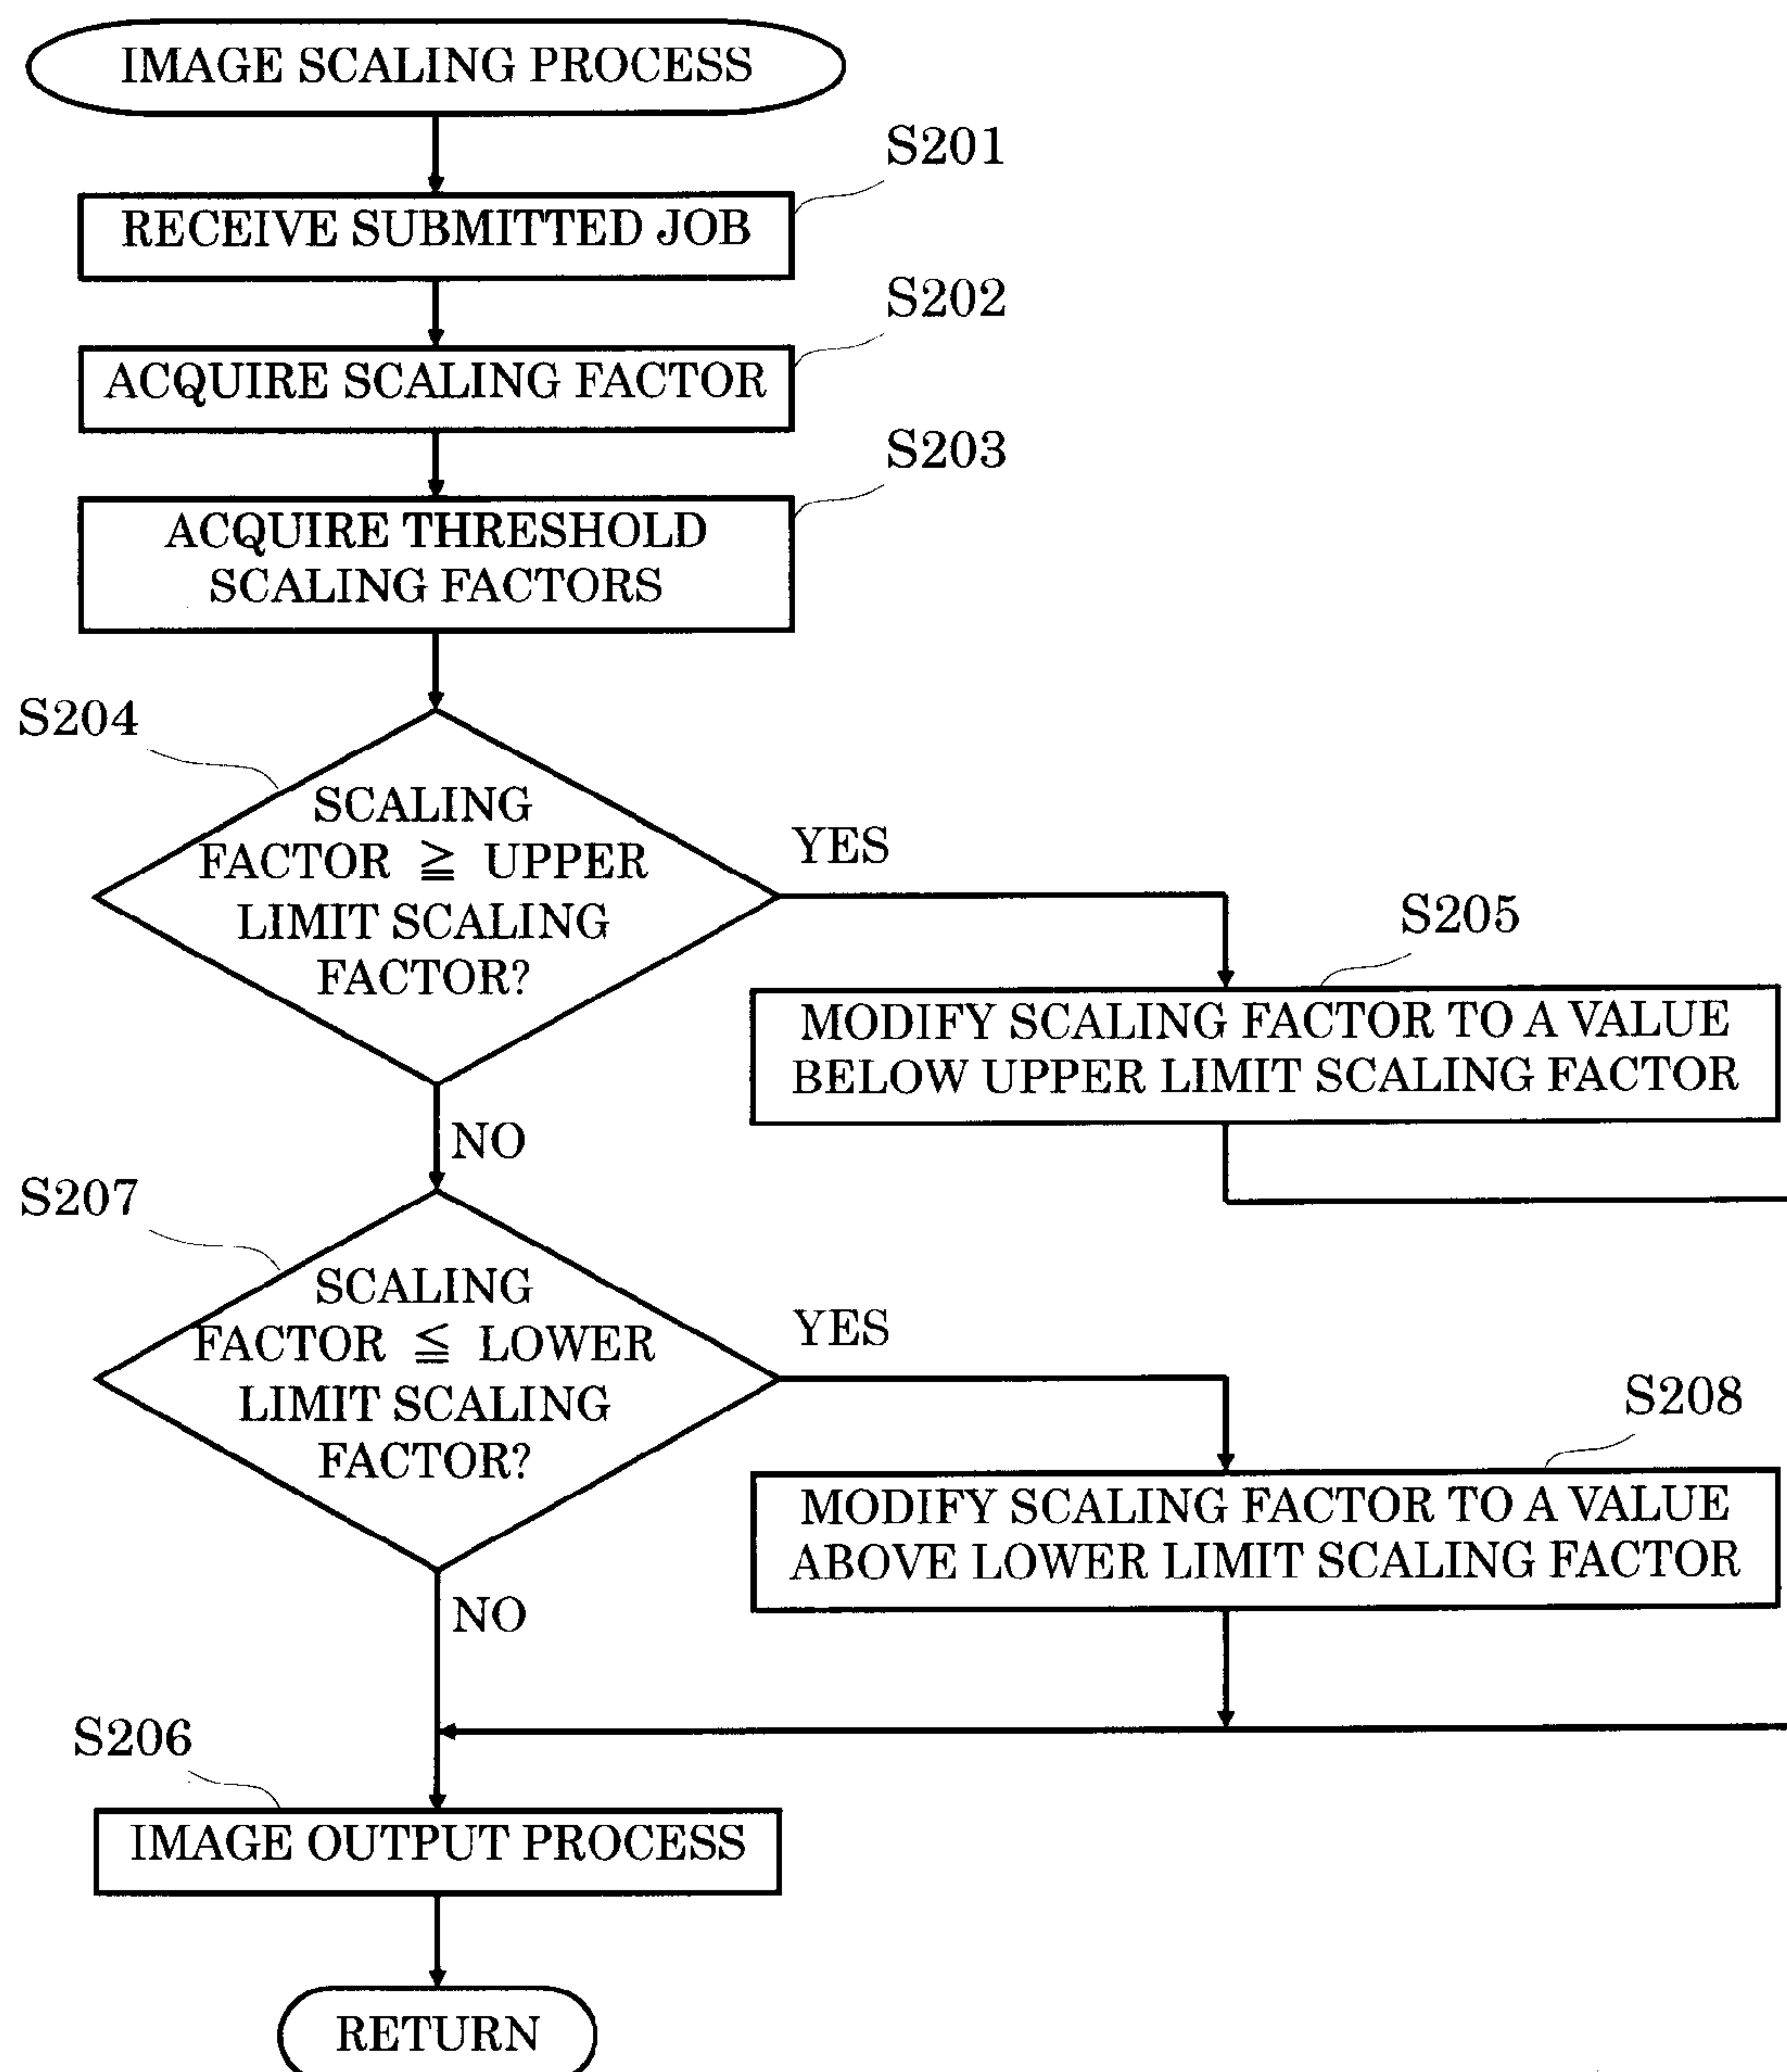 IMAGE SCALING PROCESS
S201
RECEIVE SUBMITTED JOB
S202
ACQUIRE SCALING FACTOR
S203
ACQUIRE THRESHOLD
SCALING FACTORS
S204
SCALING
FACTOR ≧ UPPER
LIMIT SCALING
FACTOR?
YES
S205
MODIFY SCALING FACTOR TO A VALUE
BELOW UPPER LIMIT SCALING FACTOR
NO
S207
SCALING
FACTOR ≦ LOWER
LIMIT SCALING
FACTOR?
YES
S208
MODIFY SCALING FACTOR TO A VALUE
ABOVE LOWER LIMIT SCALING FACTOR
NO
S206
IMAGE OUTPUT PROCESS
RETURN